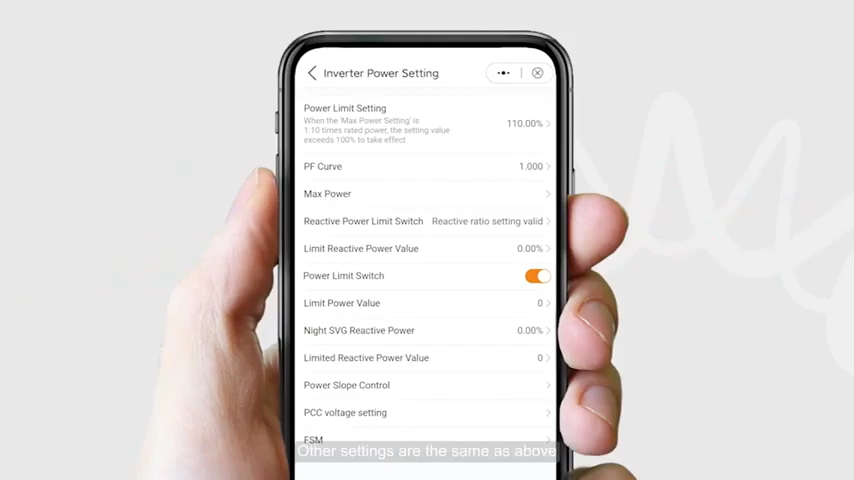 Inverter Power Setting
Power Limit Setting
When the 'Max Power Setting' is
1.10 times rated power, the setting value
exceeds 100% to take effect
110.00%
PF Curve 1.000
Max Power
Reactive Power Limit Switch Reactive ratio setting valid
Limit Reactive Power Value 0.00%
Power Limit Switch
Limit Power Value 0
Night SVG Reactive Power 0.00%
Limited Reactive Power Value 0
Power Slope Control
PCC voltage setting
FSM
Other settings are the same as above